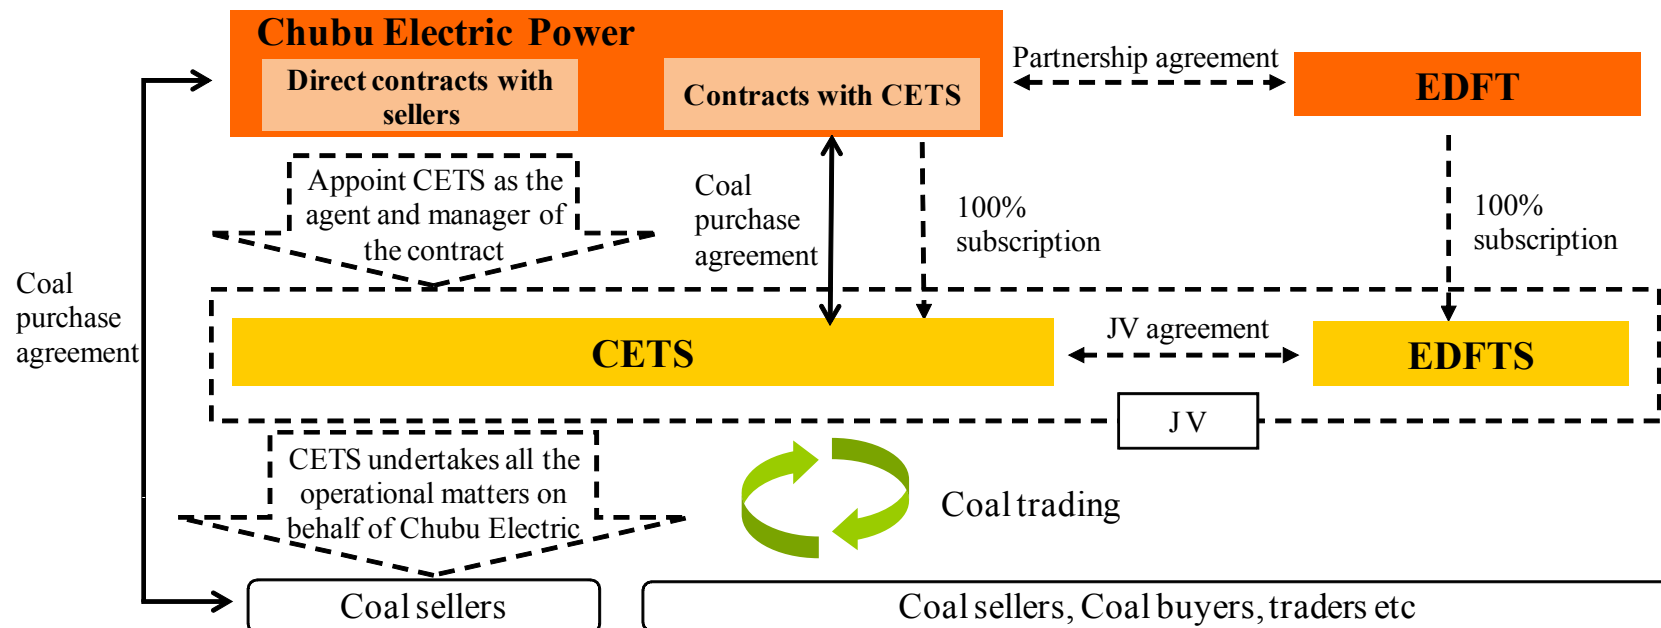 Chubu Electric Power
Direct contracts with
sellers
Contracts with CETS
Partnership agreement
EDFT
Appoint CETS as the
agent and manager of
the contract
Coal
purchase
agreement
100%
subscription
100%
subscription
Coal
purchase
agreement
CETS
JV agreement
EDFTS
JV
CETS undertakes all the
operational matters on
behalf of Chubu Electric
Coal trading
Coal sellers
Coal sellers, Coal buyers, traders etc